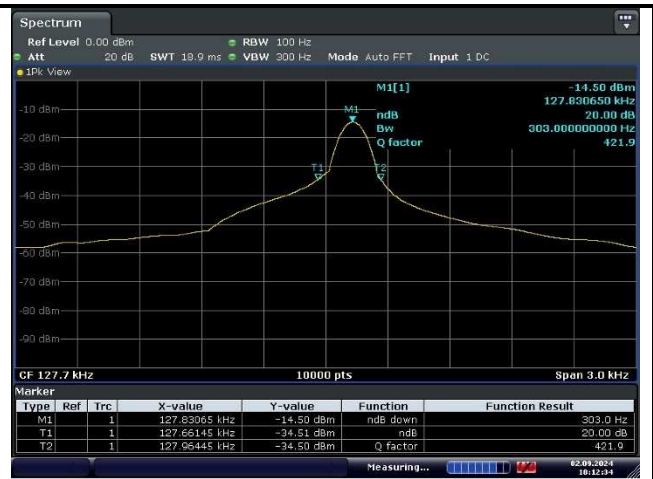 Spectrum
Ref Level 0.00 dBm RBW 100 Hz
Att 20 dB SWT 18.9 ms VBW 300 Hz Mode Auto FFT Input 1 DC
1Pk View
M1[1] -14.50 dBm
127.830650 kHz
-10 dBm M1 ndB 20.00 dB
Bw 303.000000000 Hz
-20 dBm Q factor 421.9
-30 dBm T1 T2
-40 dBm
-50 dBm
-60 dBm
-70 dBm
-80 dBm
-90 dBm
CF 127.7 kHz 10000 pts Span 3.0 kHz
Marker
Type Ref Trc X-value Y-value Function Function Result
M1 1 127.83065 kHz -14.50 dBm ndB down 303.0 Hz
T1 1 127.66145 kHz -34.51 dBm ndB 20.00 dB
T2 1 127.96445 kHz -34.50 dBm Q factor 421.9
Measuring... 02.09.2024
10:12:34